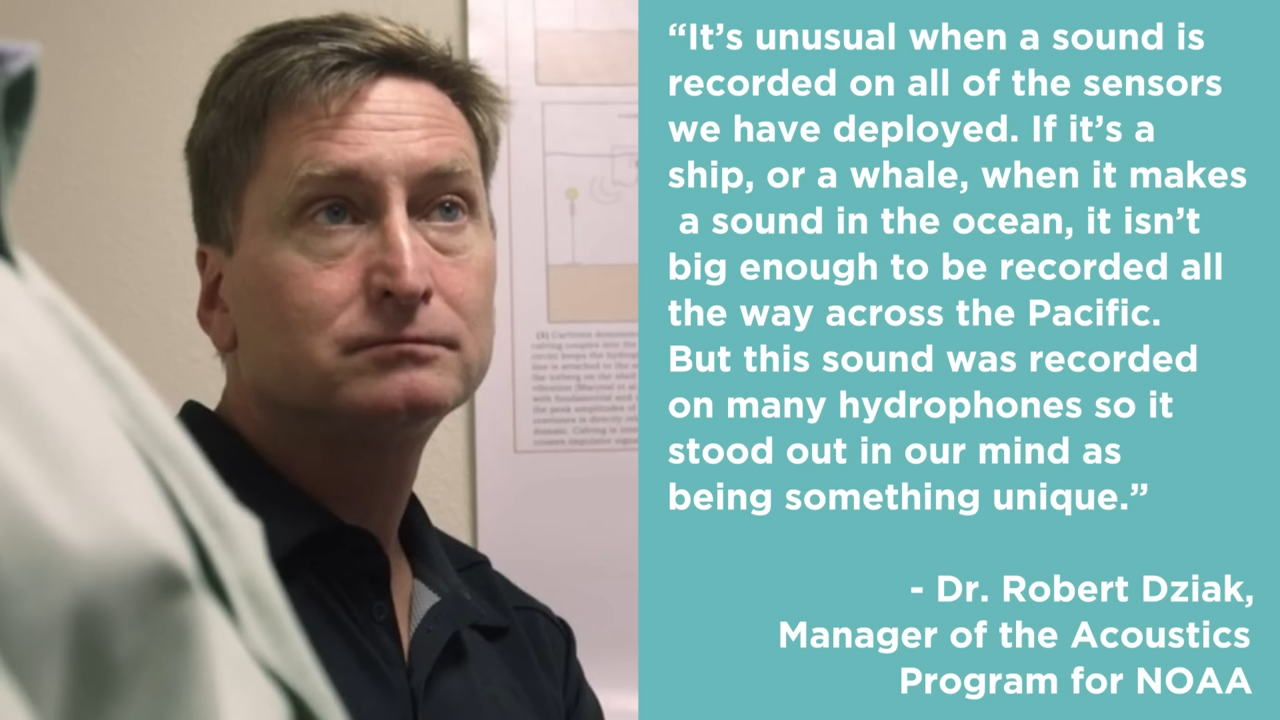 “It’s unusual when a sound is
recorded on all of the sensors
we have deployed. If it’s a
ship, or a whale, when it makes
a sound in the ocean, it isn’t
big enough to be recorded all
the way across the Pacific.
But this sound was recorded
on many hydrophones so it
stood out in our mind as
being something unique.”
- Dr. Robert Dziak,
Manager of the Acoustics
Program for NOAA